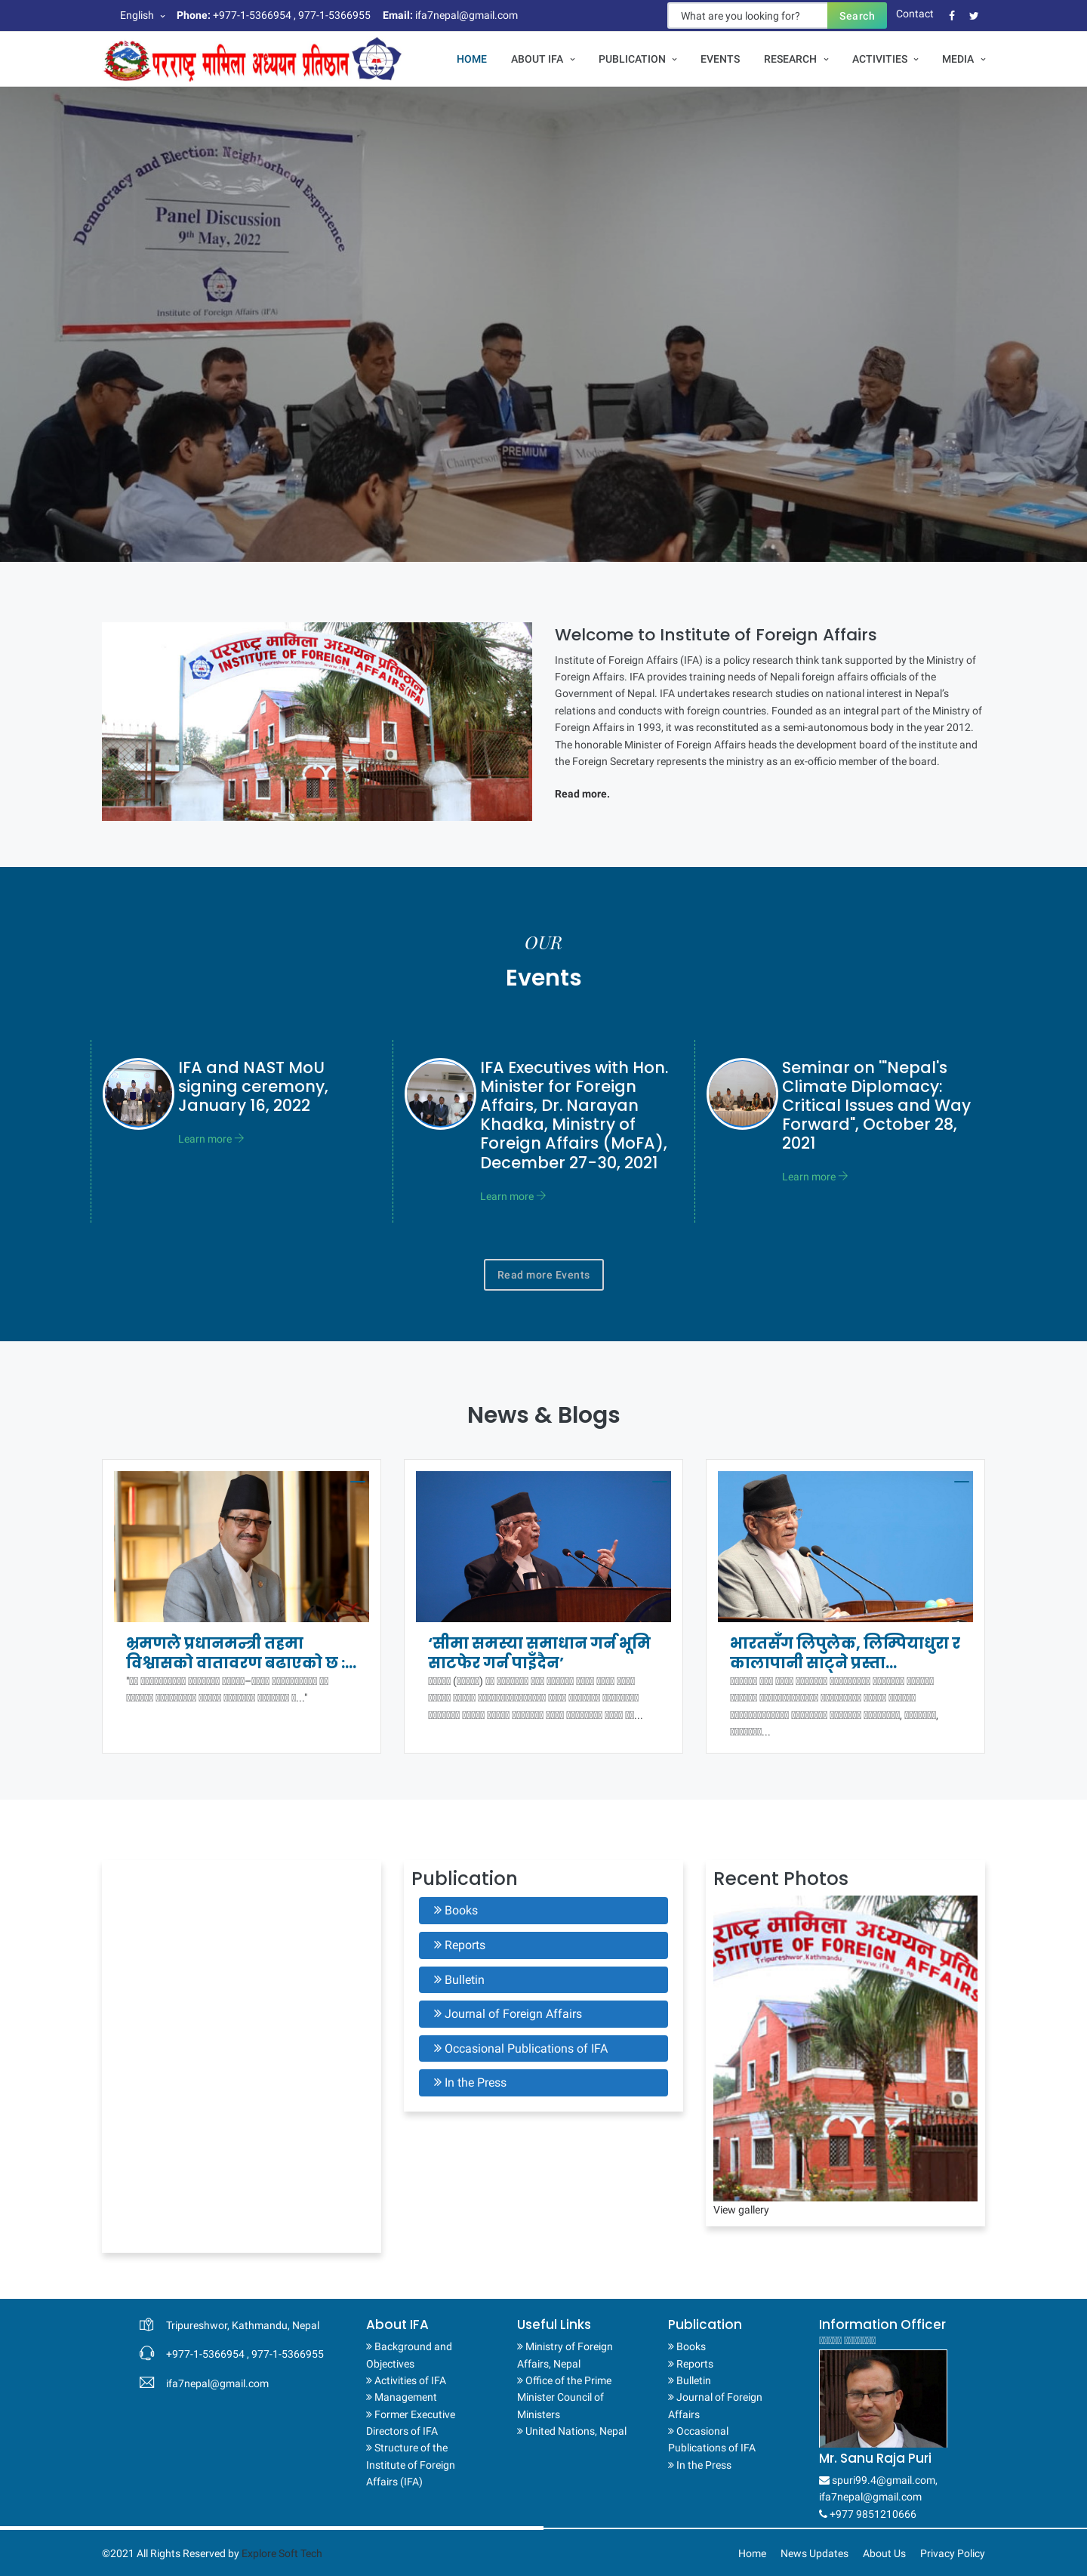 English Phone: +977-1-5366954 , 977-1-5366955 Email: ifa7nepal@gmail.com What are you looking for? Search Contact
परराष्ट्र मामिला अध्ययन प्रतिष्ठान HOME ABOUT IFA PUBLICATION EVENTS RESEARCH ACTIVITIES MEDIA
Democracy and Election: Neighborhood Experience
Panel Discussion
9th May, 2022
Institute of Foreign Affairs (IFA)
Chairperson PREMIUM Moderator
परराष्ट्र मामिला अध्ययन प्रतिष्ठान
INSTITUTE OF FOREIGN AFFAIRS (IFA)
Tripureshwor, Kathmandu
Welcome to Institute of Foreign Affairs
Institute of Foreign Affairs (IFA) is a policy research think tank supported by the Ministry of
Foreign Affairs. IFA provides training needs of Nepali foreign affairs officials of the
Government of Nepal. IFA undertakes research studies on national interest in Nepal's
relations and conducts with foreign countries. Founded as an integral part of the Ministry of
Foreign Affairs in 1993, it was reconstituted as a semi-autonomous body in the year 2012.
The honorable Minister of Foreign Affairs heads the development board of the institute and
the Foreign Secretary represents the ministry as an ex-officio member of the board.
Read more.
OUR
Events
IFA and NAST MoU
signing ceremony,
January 16, 2022
Learn more
IFA Executives with Hon.
Minister for Foreign
Affairs, Dr. Narayan
Khadka, Ministry of
Foreign Affairs (MoFA),
December 27-30, 2021
Learn more
Seminar on ""Nepal's
Climate Diplomacy:
Critical Issues and Way
Forward", October 28,
2021
Learn more
Read more Events
News & Blogs
भ्रमणले प्रधानमन्त्री तहमा
विश्वासको वातावरण बढाएको छ :...
‘सीमा समस्या समाधान गर्न भूमि
साटफेर गर्न पाइँदैन’
भारतसँग लिपुलेक, लिम्पियाधुरा र
कालापानी साट्ने प्रस्ता...
Publication
Books
Reports
Bulletin
Journal of Foreign Affairs
Occasional Publications of IFA
In the Press
Recent Photos
राष्ट्र मामिला अध्ययन प्रति
INSTITUTE OF FOREIGN AFFAIRS
Tripureshwor, Kathmandu. www.ifa.org.np
View gallery
Tripureshwor, Kathmandu, Nepal
+977-1-5366954 , 977-1-5366955
ifa7nepal@gmail.com
About IFA
Background and
Objectives
Activities of IFA
Management
Former Executive
Directors of IFA
Structure of the
Institute of Foreign
Affairs (IFA)
Useful Links
Ministry of Foreign
Affairs, Nepal
Office of the Prime
Minister Council of
Ministers
United Nations, Nepal
Publication
Books
Reports
Bulletin
Journal of Foreign
Affairs
Occasional
Publications of IFA
In the Press
Information Officer
Mr. Sanu Raja Puri
spuri99.4@gmail.com,
ifa7nepal@gmail.com
+977 9851210666
©2021 All Rights Reserved by Explore Soft Tech
Home News Updates About Us Privacy Policy